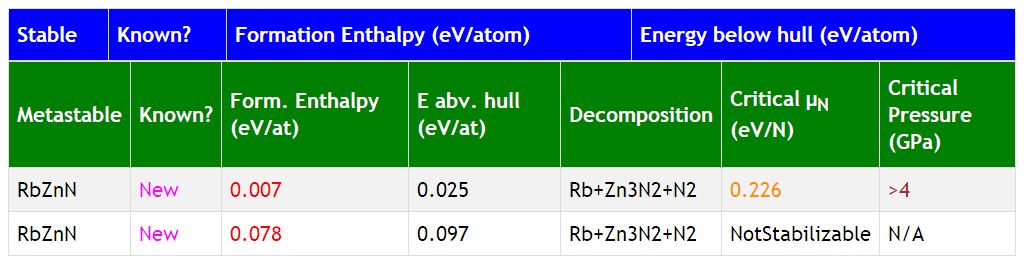 Stable Known? Formation Enthalpy (eV/atom) Energy below hull (eV/atom)
Metastable Known? Form. Enthalpy (eV/at) E abv. hull (eV/at) Decomposition Critical μN (eV/N) Critical Pressure (GPa)
RbZnN New 0.007 0.025 Rb+Zn3N2+N2 0.226 >4
RbZnN New 0.078 0.097 Rb+Zn3N2+N2 NotStabilizable N/A